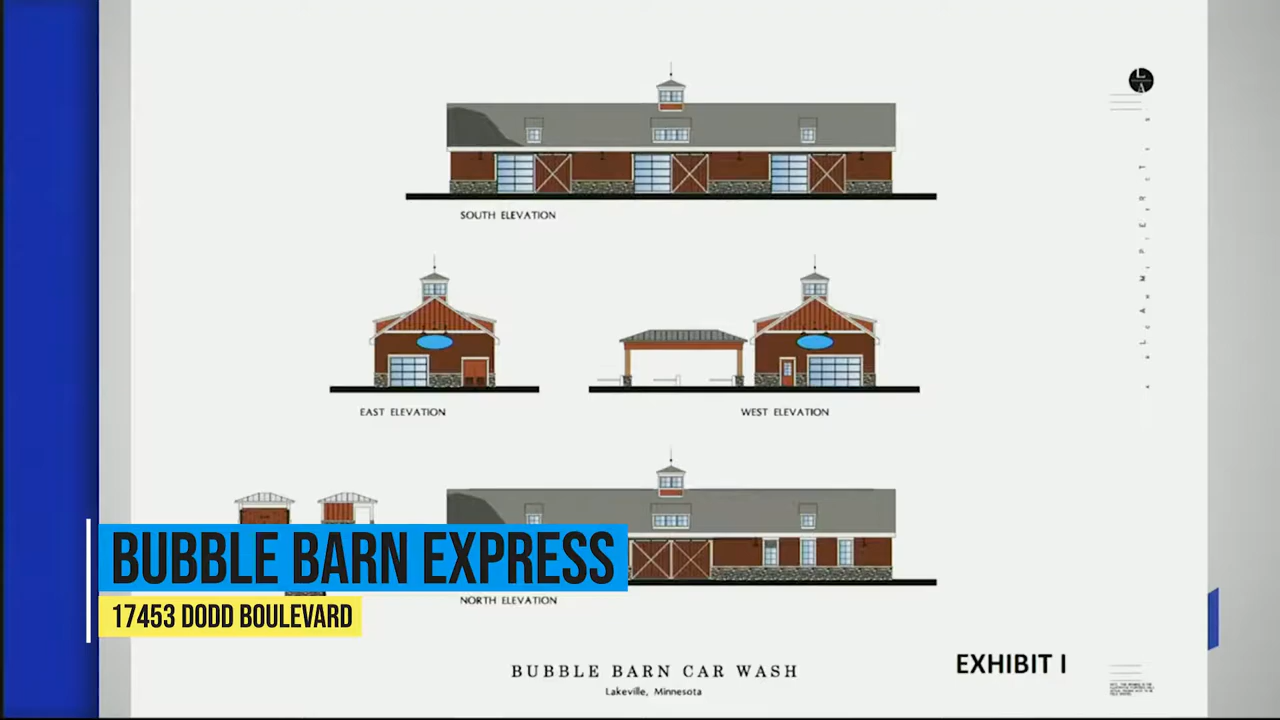 L
A
SOUTH ELEVATION
EAST ELEVATION
WEST ELEVATION
BUBBLE BARN EXPRESS
17453 DODD BOULEVARD
NORTH ELEVATION
BUBBLE BARN CAR WASH
Lakeville, Minnesota
EXHIBIT I